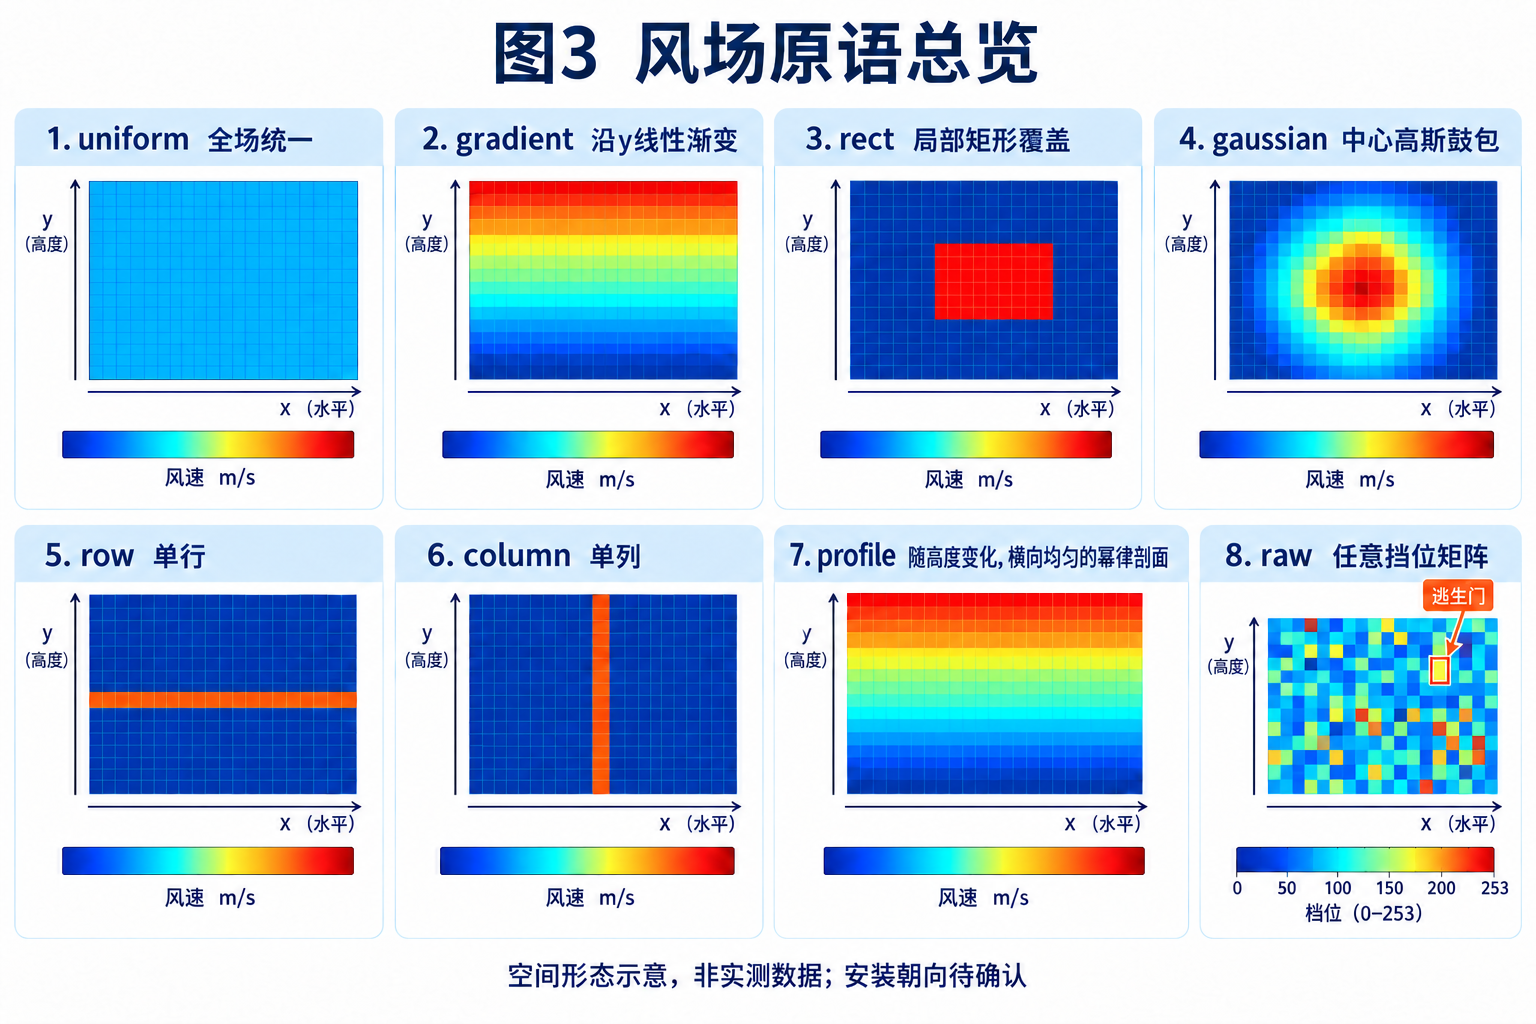 图3 风场原语总览
1. uniform 全场统一
y
(高度)
x (水平)
风速 m/s
2. gradient 沿y线性渐变
y
(高度)
x (水平)
风速 m/s
3. rect 局部矩形覆盖
y
(高度)
x (水平)
风速 m/s
4. gaussian 中心高斯鼓包
y
(高度)
x (水平)
风速 m/s
5. row 单行
y
(高度)
x (水平)
风速 m/s
6. column 单列
y
(高度)
x (水平)
风速 m/s
7. profile 随高度变化, 横向均匀的幂律剖面
y
(高度)
x (水平)
风速 m/s
8. raw 任意挡位矩阵
逃生门
y
(高度)
x (水平)
0 50 100 150 200 253
档位（0–253）
空间形态示意，非实测数据；安装朝向待确认